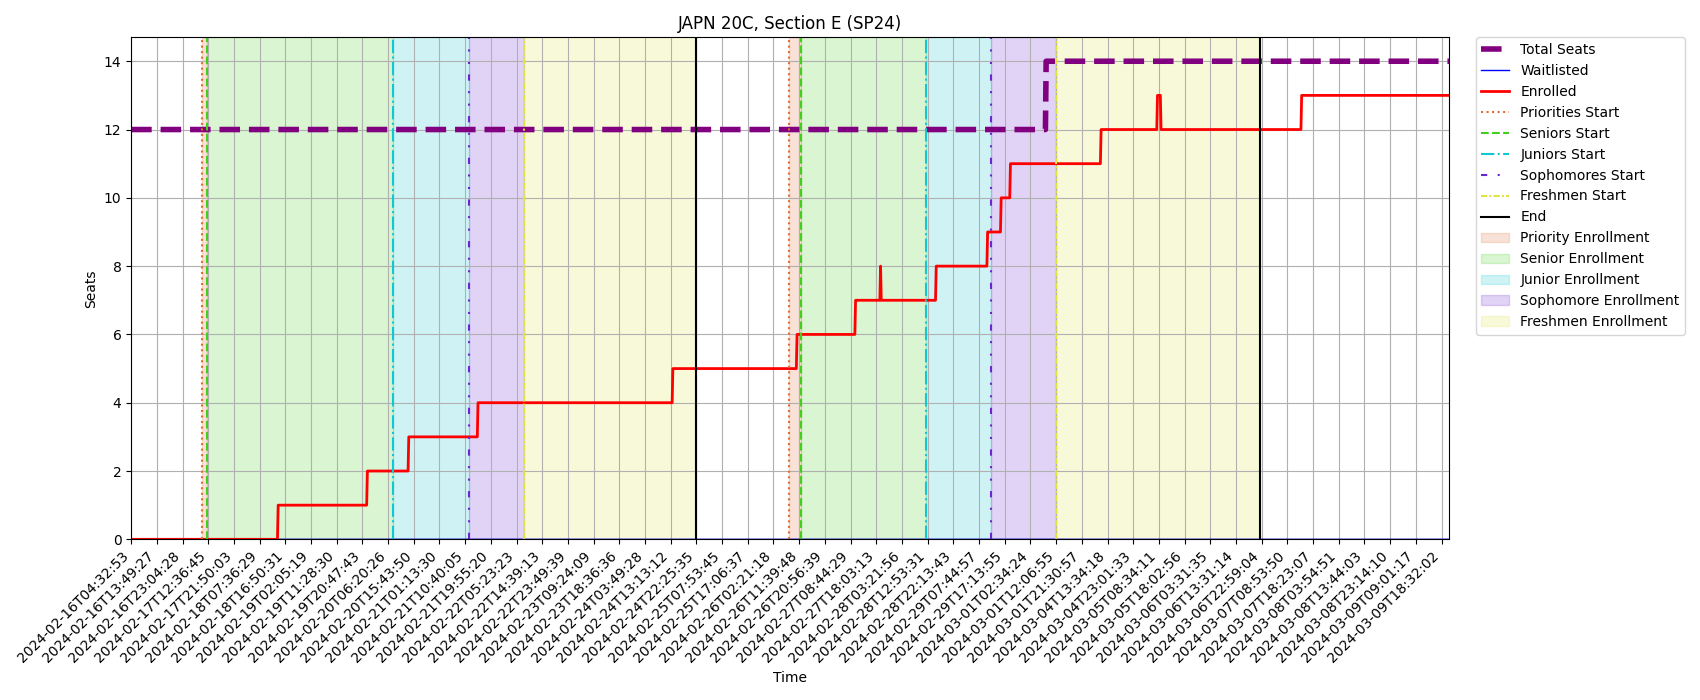 JAPN 20C, Section E (SP24)
Seats
14
12
10
8
6
4
2
0
2024-02-16T04:32:53
2024-02-16T13:49:27
2024-02-16T23:04:28
2024-02-17T12:36:45
2024-02-17T21:50:03
2024-02-18T07:36:29
2024-02-18T16:50:31
2024-02-19T02:05:19
2024-02-19T11:28:30
2024-02-19T20:47:43
2024-02-20T06:20:26
2024-02-20T15:43:50
2024-02-21T01:13:30
2024-02-21T10:40:05
2024-02-21T19:55:20
2024-02-22T05:23:23
2024-02-22T14:39:13
2024-02-22T23:49:39
2024-02-23T09:24:09
2024-02-23T18:36:36
2024-02-24T03:49:28
2024-02-24T13:13:12
2024-02-24T22:25:35
2024-02-25T07:53:45
2024-02-25T17:06:37
2024-02-26T02:21:18
2024-02-26T11:39:48
2024-02-26T20:56:39
2024-02-27T08:44:29
2024-02-27T18:03:13
2024-02-28T03:21:56
2024-02-28T12:53:31
2024-02-28T22:13:43
2024-02-29T07:44:57
2024-02-29T17:13:55
2024-03-01T02:34:24
2024-03-01T12:06:55
2024-03-01T21:30:57
2024-03-04T13:34:18
2024-03-04T23:01:33
2024-03-05T08:34:11
2024-03-05T18:02:56
2024-03-06T03:31:35
2024-03-06T13:31:14
2024-03-06T22:59:04
2024-03-07T08:53:50
2024-03-07T18:23:07
2024-03-08T03:54:51
2024-03-08T13:44:03
2024-03-08T23:14:10
2024-03-09T09:01:17
2024-03-09T18:32:02
Time
Total Seats
Waitlisted
Enrolled
Priorities Start
Seniors Start
Juniors Start
Sophomores Start
Freshmen Start
End
Priority Enrollment
Senior Enrollment
Junior Enrollment
Sophomore Enrollment
Freshmen Enrollment